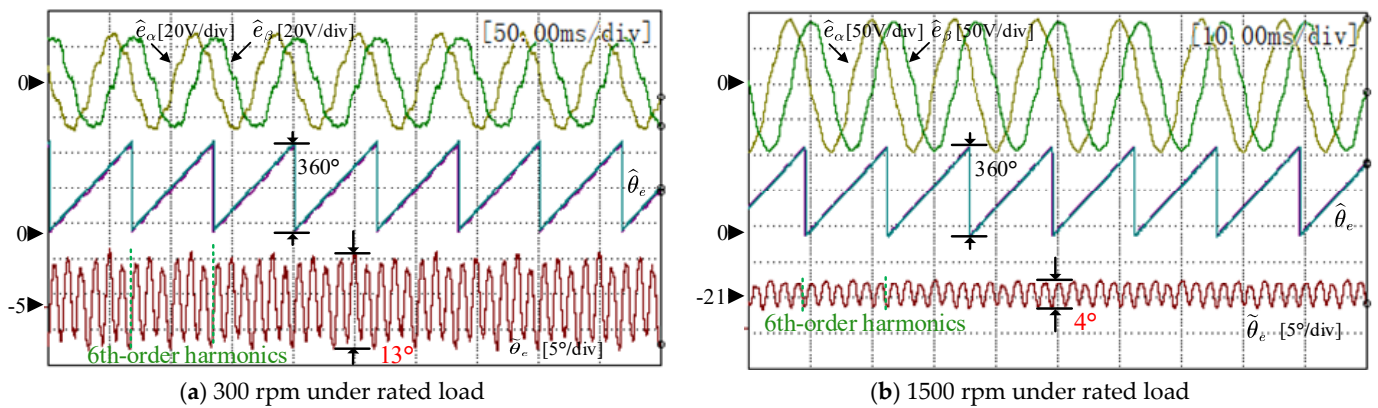 ê_α[20V/div] ê_β [20V/div] [50.00ms/div]
0
360°
θ̂_e
0
-5
6th-order harmonics 13° θ̃_e [5°/div]
(a) 300 rpm under rated load
ê_α[50V/div] ê_β [50V/div] [10.00ms/div]
0
360°
θ̂_e
0
-21
6th-order harmonics 4° θ̃_e [5°/div]
(b) 1500 rpm under rated load